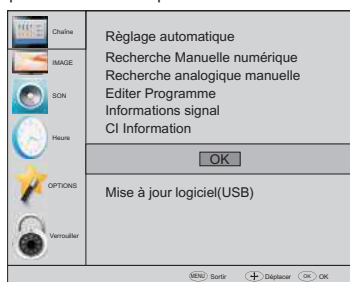 Chaîne
IMAGE
SON
Heure
OPTIONS
Verrouiller
Règlage automatique
Recherche Manuelle numérique
Recherche analogique manuelle
Editer Programme
Informations signal
CI Information
OK
Mise à jour logiciel(USB)
MENU Sortir Déplacer OK OK